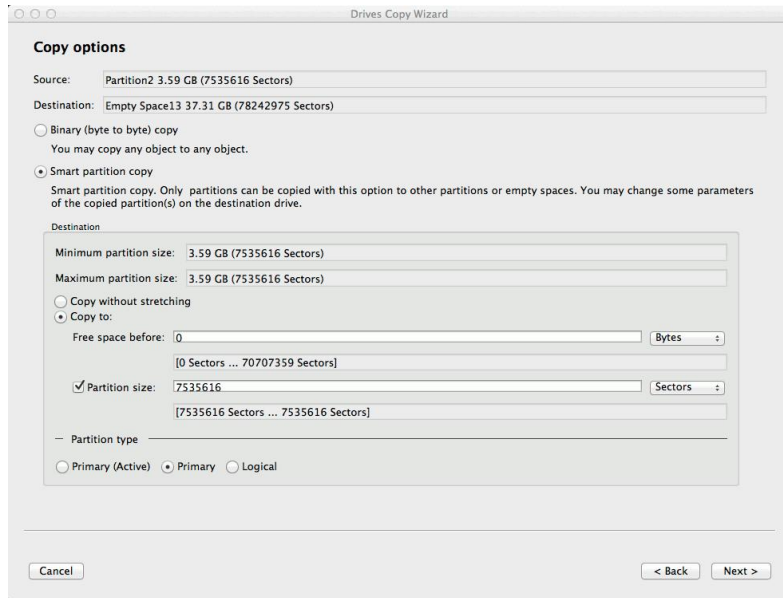 Drives Copy Wizard
Copy options
Source: Partition2 3.59 GB (7535616 Sectors)
Destination: Empty Space13 37.31 GB (78242975 Sectors)
Binary (byte to byte) copy
You may copy any object to any object.
Smart partition copy
Smart partition copy. Only partitions can be copied with this option to other partitions or empty spaces. You may change some parameters
of the copied partition(s) on the destination drive.
Destination
Minimum partition size: 3.59 GB (7535616 Sectors)
Maximum partition size: 3.59 GB (7535616 Sectors)
Copy without stretching
Copy to:
Free space before: 0 Bytes
[0 Sectors ... 70707359 Sectors]
Partition size: 7535616 Sectors
[7535616 Sectors ... 7535616 Sectors]
Partition type
Primary (Active) Primary Logical
Cancel < Back Next >